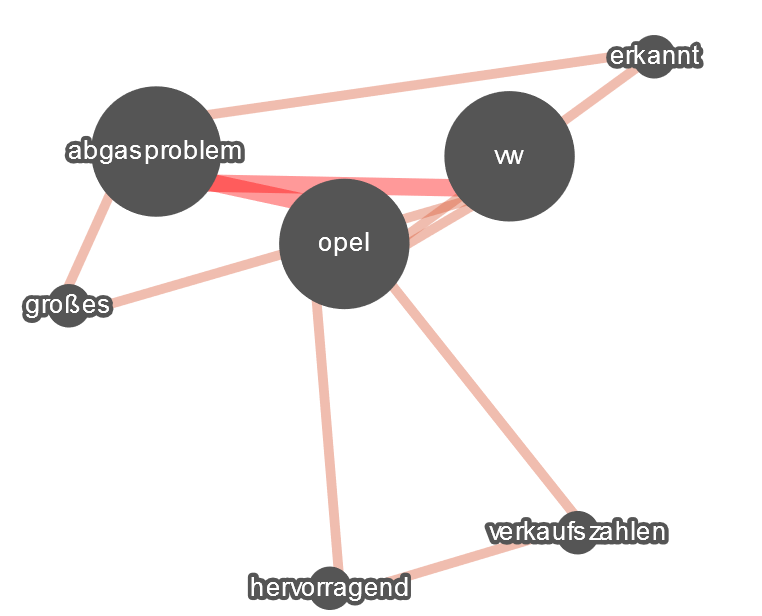 erkannt
abgasproblem
vw
opel
großes
verkaufszahlen
hervorragend